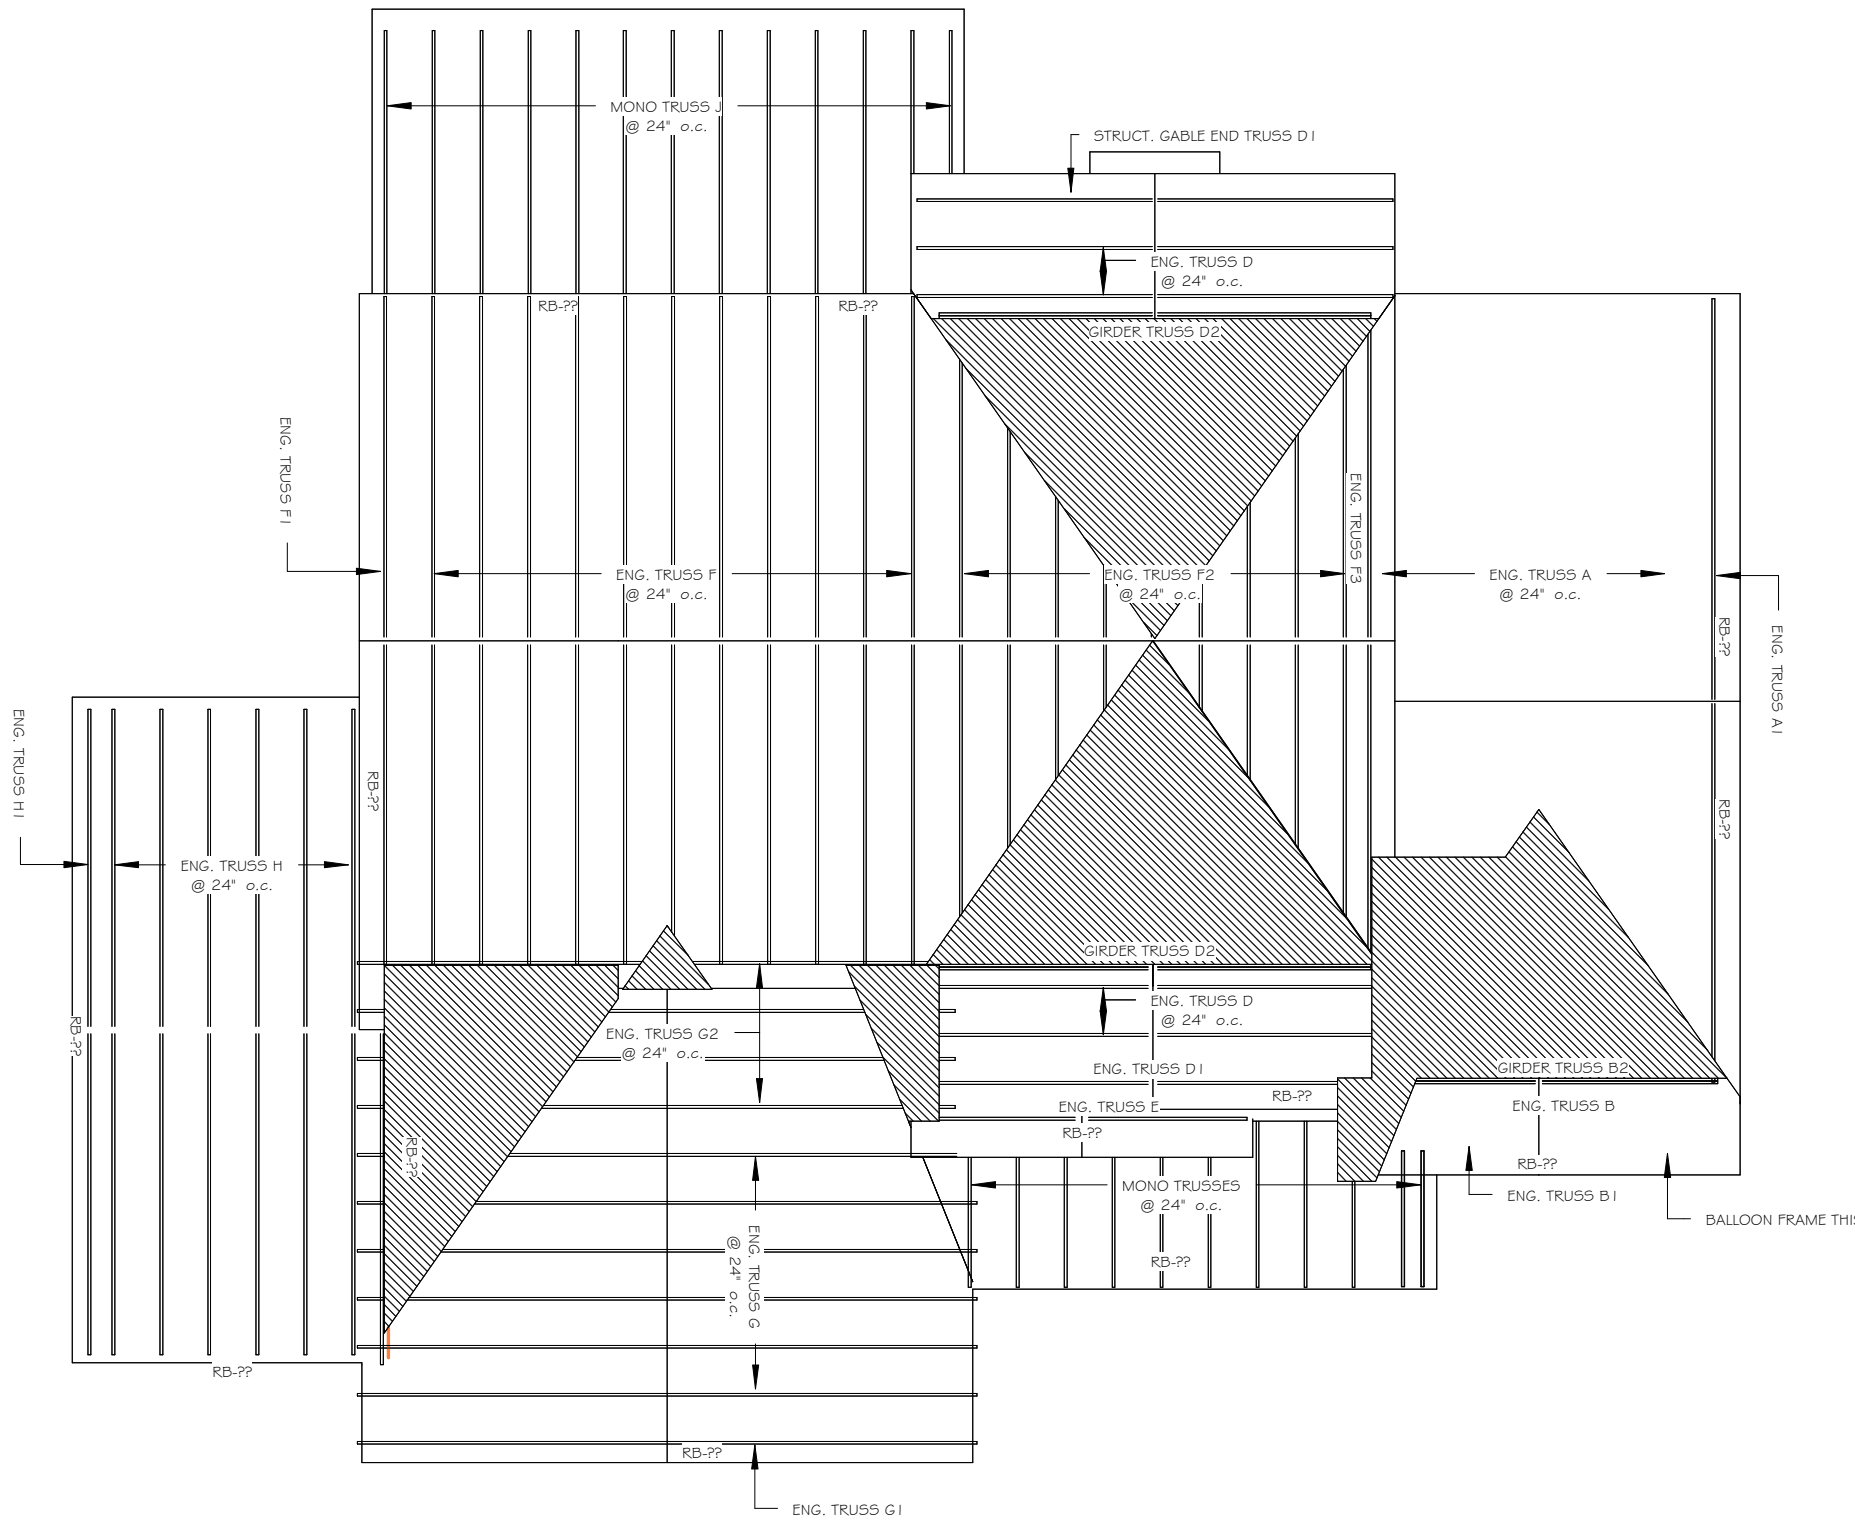 MONO TRUSS J
@ 24" o.c.
STRUCT. GABLE END TRUSS D1
ENG. TRUSS D
@ 24" o.c.
RB-??
RB-??
GIRDER TRUSS D2
ENG. TRUSS F1
ENG. TRUSS F
@ 24" o.c.
ENG. TRUSS F2
@ 24" o.c.
ENG. TRUSS F3
ENG. TRUSS A
@ 24" o.c.
RB-??
ENG. TRUSS A1
ENG. TRUSS H1
RB-??
RB-??
ENG. TRUSS H
@ 24" o.c.
GIRDER TRUSS D2
RB-??
ENG. TRUSS G2
@ 24" o.c.
ENG. TRUSS D
@ 24" o.c.
ENG. TRUSS D1
GIRDER TRUSS B2
RB-??
ENG. TRUSS E
ENG. TRUSS B
RB-??
RB-??
RB-??
MONO TRUSSES
@ 24" o.c.
ENG. TRUSS B1
BALLOON FRAME THIS
ENG. TRUSS G
@ 24" o.c.
RB-??
RB-??
RB-??
ENG. TRUSS G1